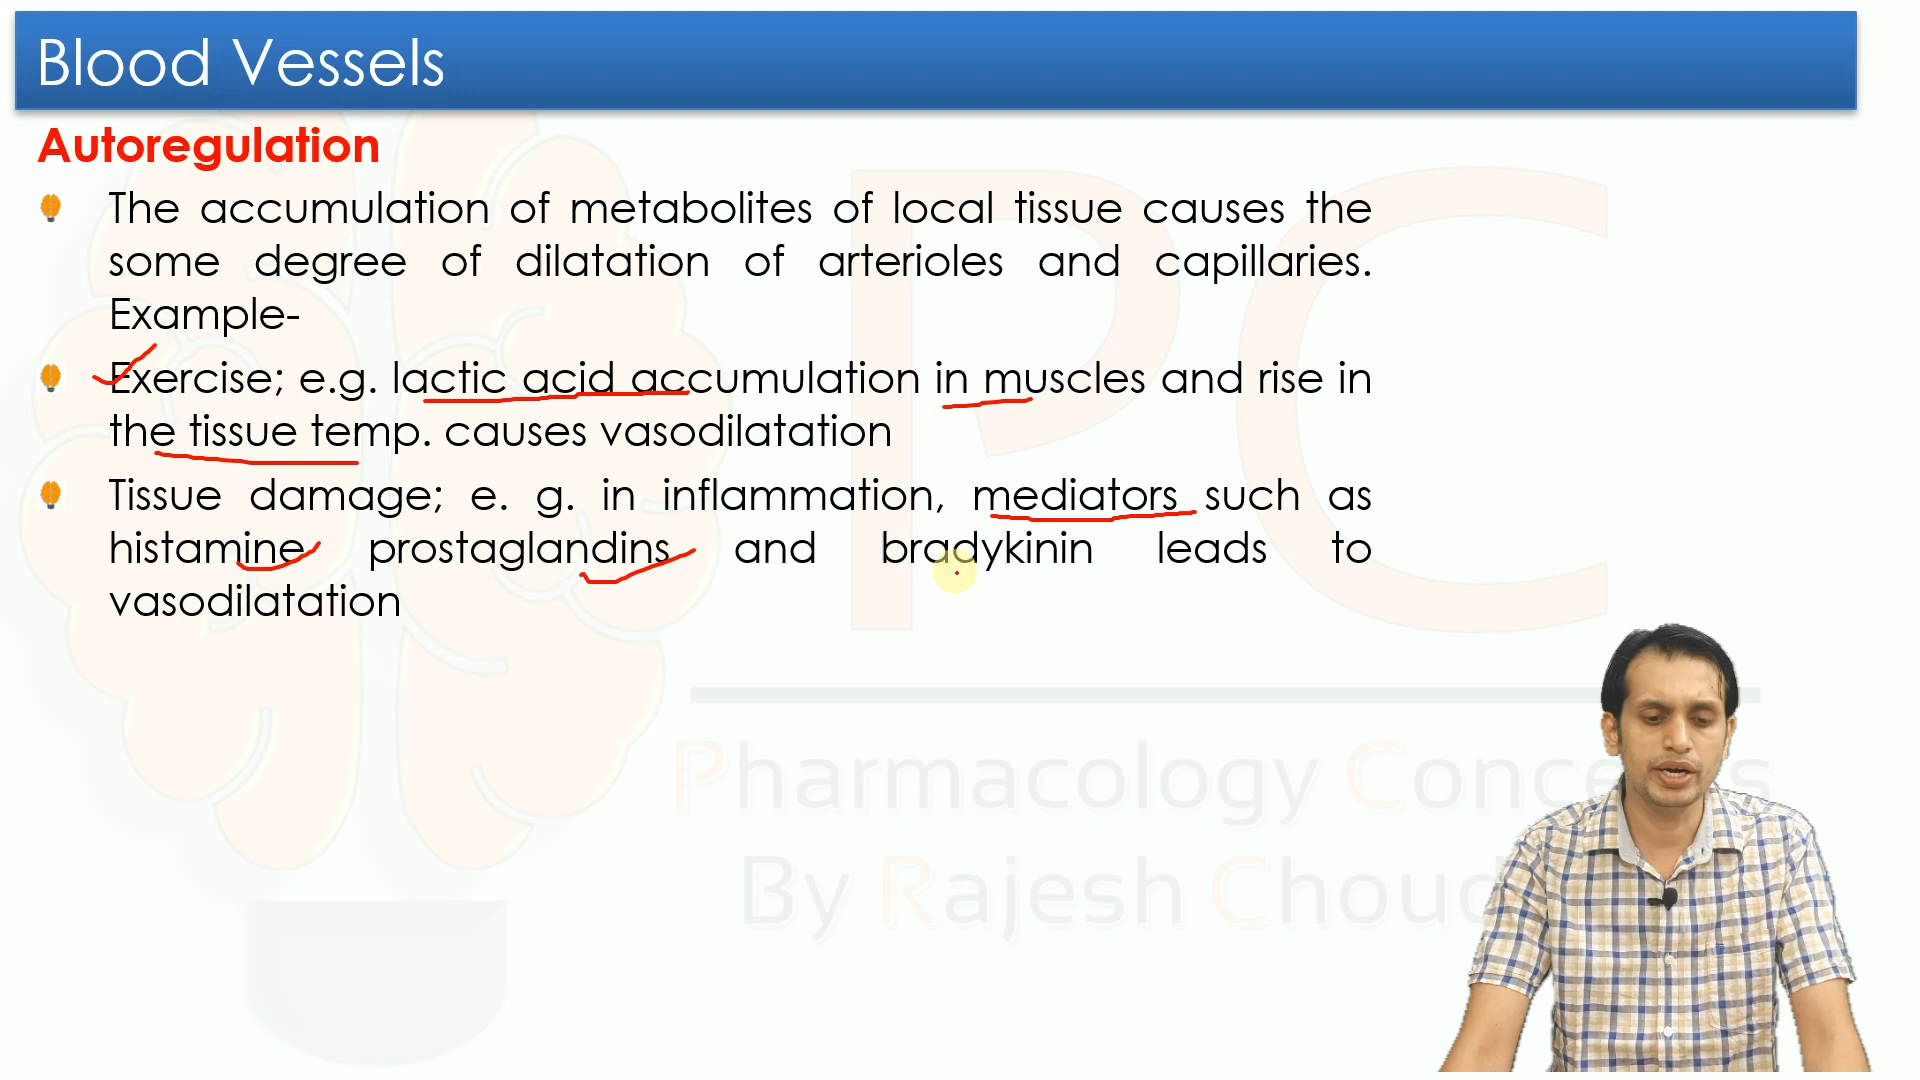 Blood Vessels
Autoregulation
The accumulation of metabolites of local tissue causes the
some degree of dilatation of arterioles and capillaries.
Example-
Exercise; e.g. lactic acid accumulation in muscles and rise in
the tissue temp. causes vasodilatation
Tissue damage; e. g. in inflammation, mediators such as
histamine prostaglandins and bradykinin leads to
vasodilatation
PC
Pharmacology
By Rajesh